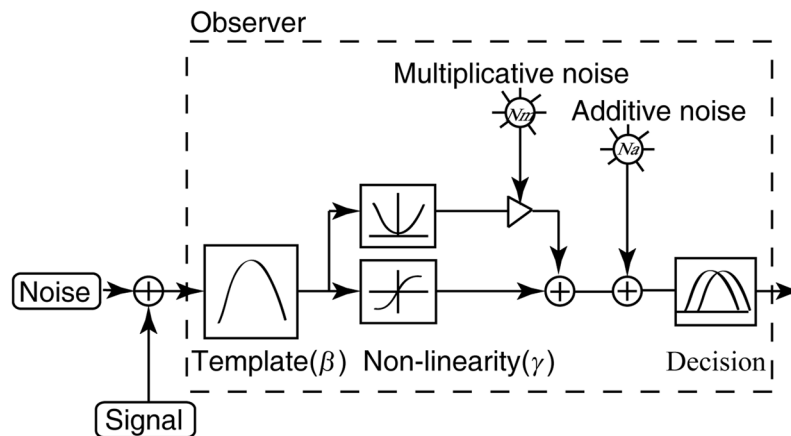 Observer
Multiplicative noise
Nm
Additive noise
Na
Noise
Template(β)
Non-linearity(γ)
Decision
Signal